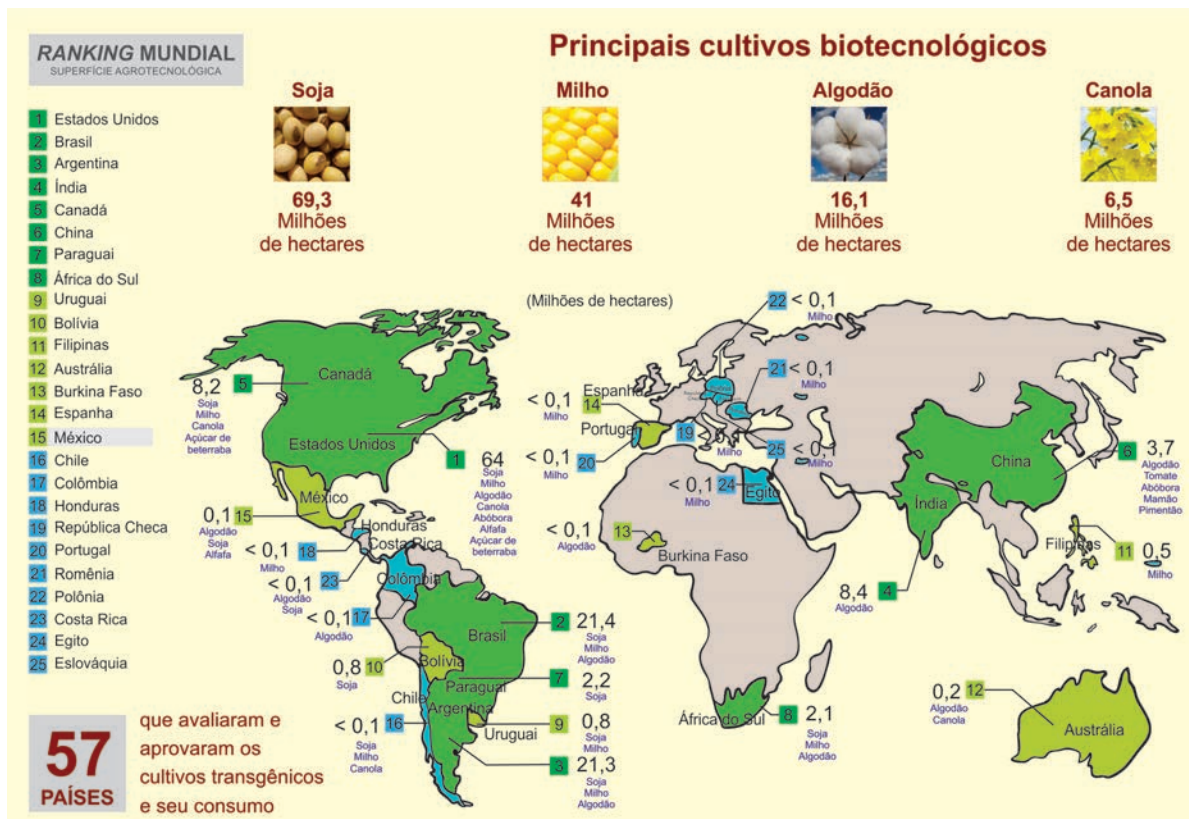 RANKING MUNDIAL
SUPERFÍCIE AGROTECNOLÓGICA
1 Estados Unidos
2 Brasil
3 Argentina
4 Índia
5 Canadá
6 China
7 Paraguai
8 África do Sul
9 Uruguai
10 Bolívia
11 Filipinas
12 Austrália
13 Burkina Faso
14 Espanha
15 México
16 Chile
17 Colômbia
18 Honduras
19 República Checa
20 Portugal
21 Romênia
22 Polônia
23 Costa Rica
24 Egito
25 Eslováquia
57
PAÍSES
que avaliaram e
aprovaram os
cultivos transgênicos
e seu consumo
Principais cultivos biotecnológicos
Soja
69,3
Milhões
de hectares
Milho
41
Milhões
de hectares
Algodão
16,1
Milhões
de hectares
Canola
6,5
Milhões
de hectares
(Milhões de hectares)
Canadá
8,2 5
Soja
Milho
Canola
Açúcar de
beterraba
Estados Unidos
1 64
Soja
Milho
Algodão
Canola
Abóbora
Alfafa
Açúcar de
beterraba
México
0,1 15
Algodão
Soja
Alfafa
Honduras
< 0,1 18
Milho
Costa Rica
< 0,1 23
Algodão
Soja
Colômbia
< 0,1 17
Algodão
Brasil
2 21,4
Soja
Milho
Algodão
Bolívia
0,8 10
Soja
Paraguai
7 2,2
Soja
Chile
< 0,1 16
Soja
Milho
Canola
Argentina
Uruguai
9 0,8
Soja
Milho
3 21,3
Soja
Milho
Algodão
22 < 0,1
Milho
21 < 0,1
Milho
Espanha
< 0,1 14
Milho
Portugal
< 0,1 20
Milho
19 <
Milho
25 < 0,1
Milho
Egito
< 0,1 24
Milho
Burkina Faso
< 0,1 13
Algodão
África do Sul
8 2,1
Soja
Milho
Algodão
China
6 3,7
Algodão
Tomate
Abóbora
Mamão
Pimentão
Índia
8,4 4
Algodão
Filipinas
11 0,5
Milho
Austrália
0,2 12
Algodão
Canola